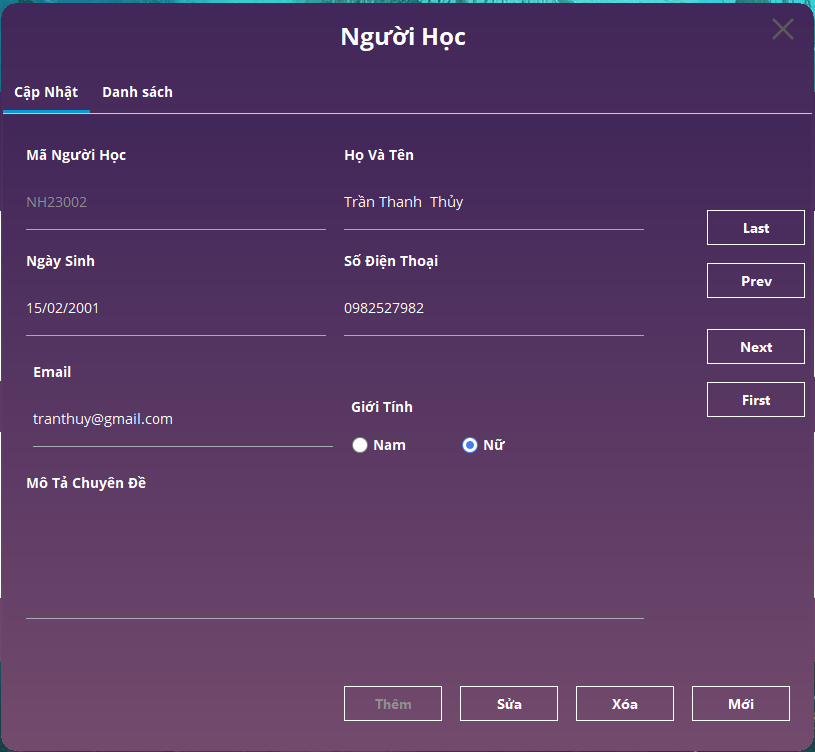 Người Học
Cập Nhật Danh sách
Mã Người Học
NH23002
Họ Và Tên
Trần Thanh  Thủy
Ngày Sinh
15/02/2001
Số Điện Thoại
0982527982
Email
tranthuy@gmail.com
Giới Tính
Nam Nữ
Mô Tả Chuyên Đề
Last
Prev
Next
First
Thêm Sửa Xóa Mới